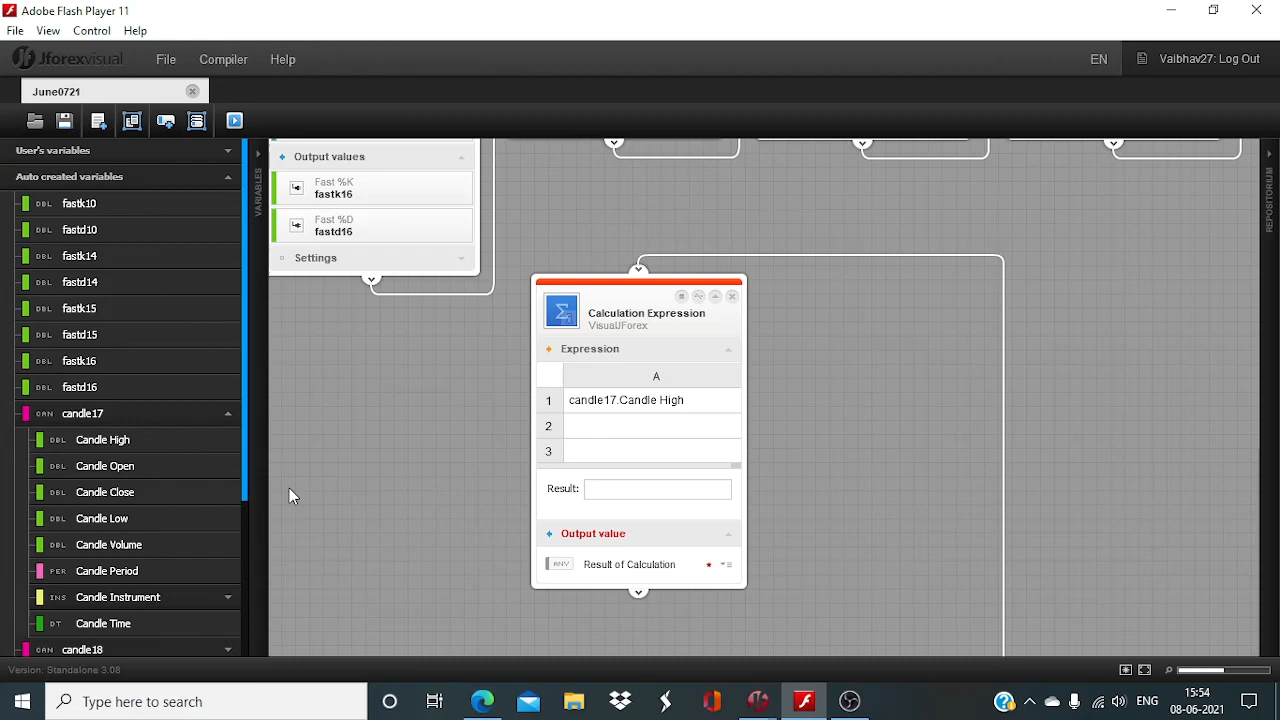 Adobe Flash Player 11
File View Control Help
Jforexvisual File Compiler Help EN Vaibhav27: Log Out
June0721
User's variables
Auto created variables
DBL fastk10
DBL fastd10
DBL fastk14
DBL fastd14
DBL fastk15
DBL fastd15
DBL fastk16
DBL fastd16
CAN candle17
DBL Candle High
DBL Candle Open
DBL Candle Close
DBL Candle Low
DBL Candle Volume
PER Candle Period
INS Candle Instrument
DT Candle Time
CAN candle18
VARIABLES
Output values
Fast %K
fastk16
Fast %D
fastd16
Settings
Calculation Expression
VisualJForex
Expression
A
1 candle17.Candle High
2
3
Result:
Output value
ANY Result of Calculation *
REPOSITORIUM
Version: Standalone 3.08
Type here to search
ENG
15:54
08-06-2021